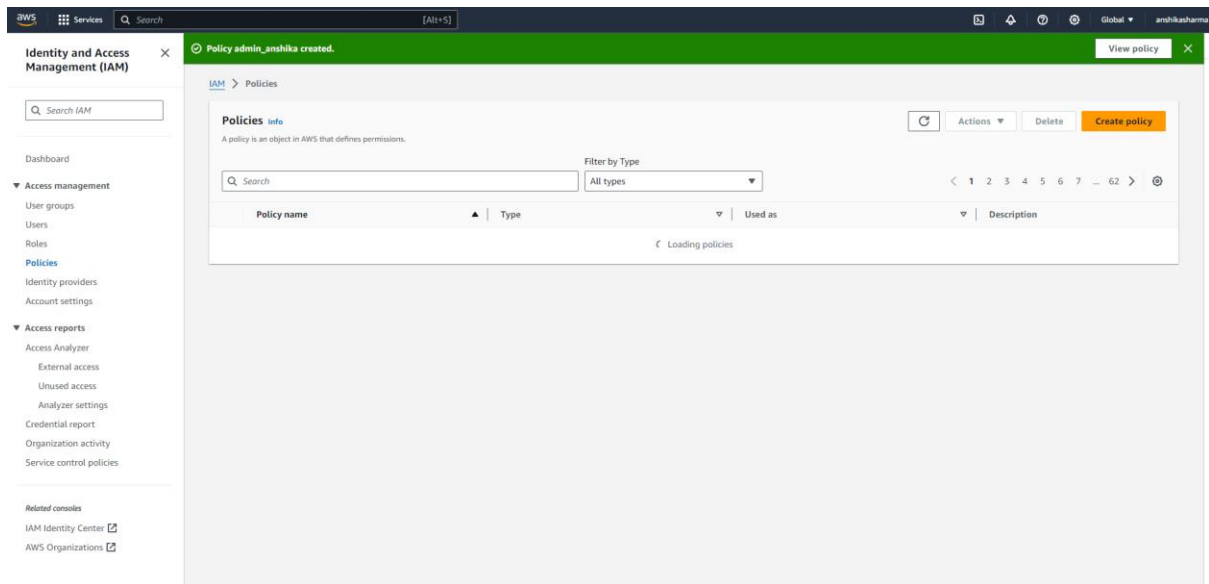 aws Services Search [Alt+S] Global anshikasharma
Identity and Access
Management (IAM)
Search IAM
Dashboard
Access management
User groups
Users
Roles
Policies
Identity providers
Account settings
Access reports
Access Analyzer
External access
Unused access
Analyzer settings
Credential report
Organization activity
Service control policies
Related consoles
IAM Identity Center
AWS Organizations
Policy admin_anshika created. View policy
IAM > Policies
Policies Info Actions Delete Create policy
A policy is an object in AWS that defines permissions.
Filter by Type
Search All types 1 2 3 4 5 6 7 ... 62
Policy name Type Used as Description
Loading policies